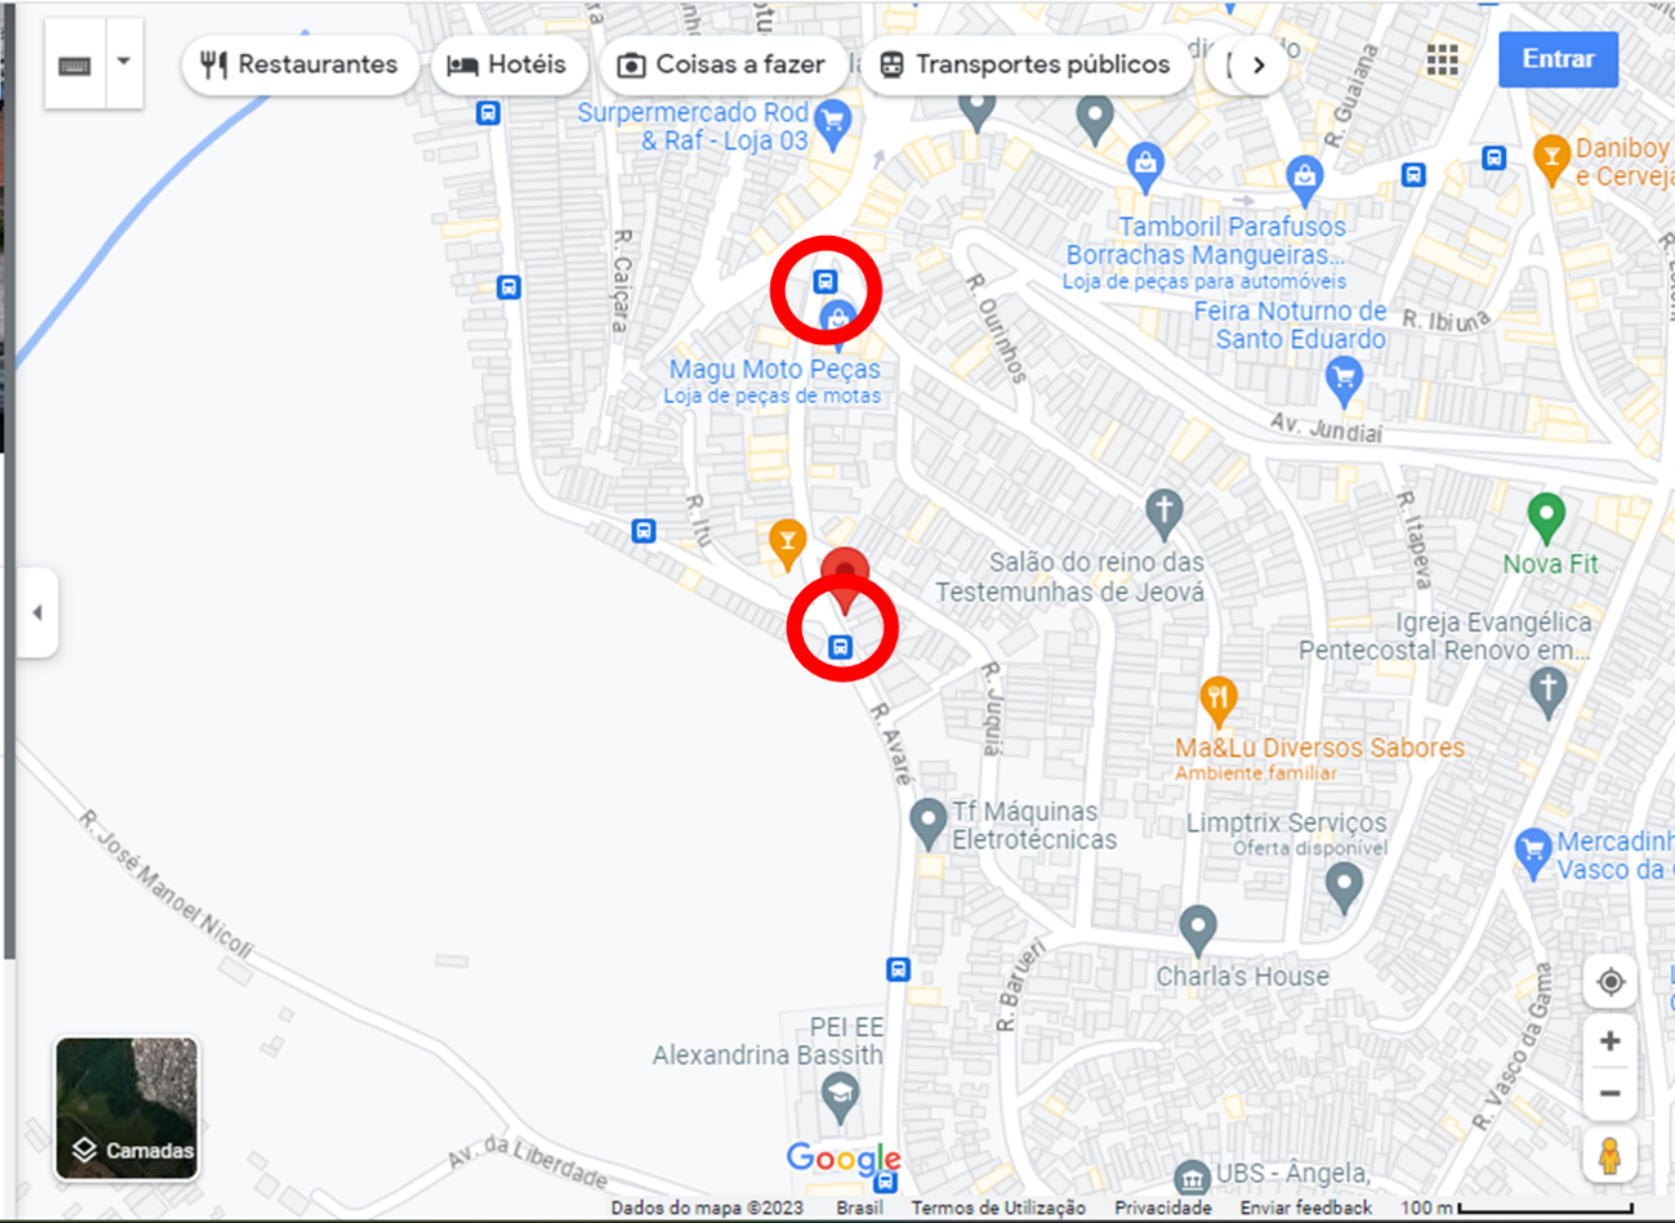 Restaurantes
Hotéis
Coisas a fazer
Transportes públicos
Entrar
Surpermercado Rod
& Raf - Loja 03
R. Guaiana
Daniboy
e Cerveja
Tamboril Parafusos
Borrachas Mangueiras...
Loja de peças para automóveis
R. Caiçara
R. Ourinhos
Feira Noturno de
Santo Eduardo
R. Ibiuna
Magu Moto Peças
Loja de peças de motas
Av. Jundiaí
R. Itu
R. Itapeva
Salão do reino das
Testemunhas de Jeová
Nova Fit
Igreja Evangélica
Pentecostal Renovo em...
R. Juquiá
R. Avaré
Ma&Lu Diversos Sabores
Ambiente familiar
Tf Máquinas
Eletrotécnicas
Limptrix Serviços
Oferta disponível
Mercadinh
Vasco da
R. José Manoel Nicoli
R. Barueri
Charla's House
R. Vasco da Gama
PEI EE
Alexandrina Bassith
Camadas
Av. da Liberdade
Google
UBS - Ângela,
Dados do mapa ©2023 Brasil Termos de Utilização Privacidade Enviar feedback 100 m